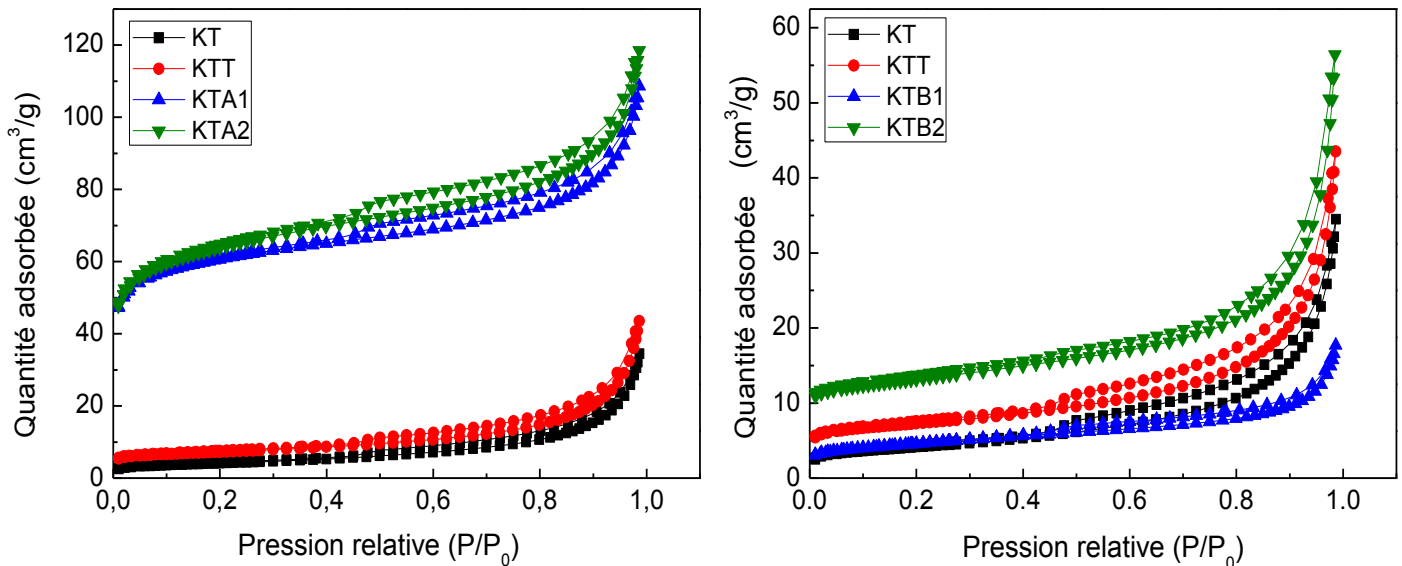 KT
KTT
KTA1
KTA2
120
100
80
60
40
20
0
0,0
0,2
0,4
0,6
0,8
1,0
Quantité adsorbée (cm³/g)
Pression relative (P/P₀)
KT
KTT
KTB1
KTB2
60
50
40
30
20
10
0
0.0
0.2
0.4
0.6
0.8
1.0
Quantité adsorbée (cm³/g)
Pression relative (P/P₀)